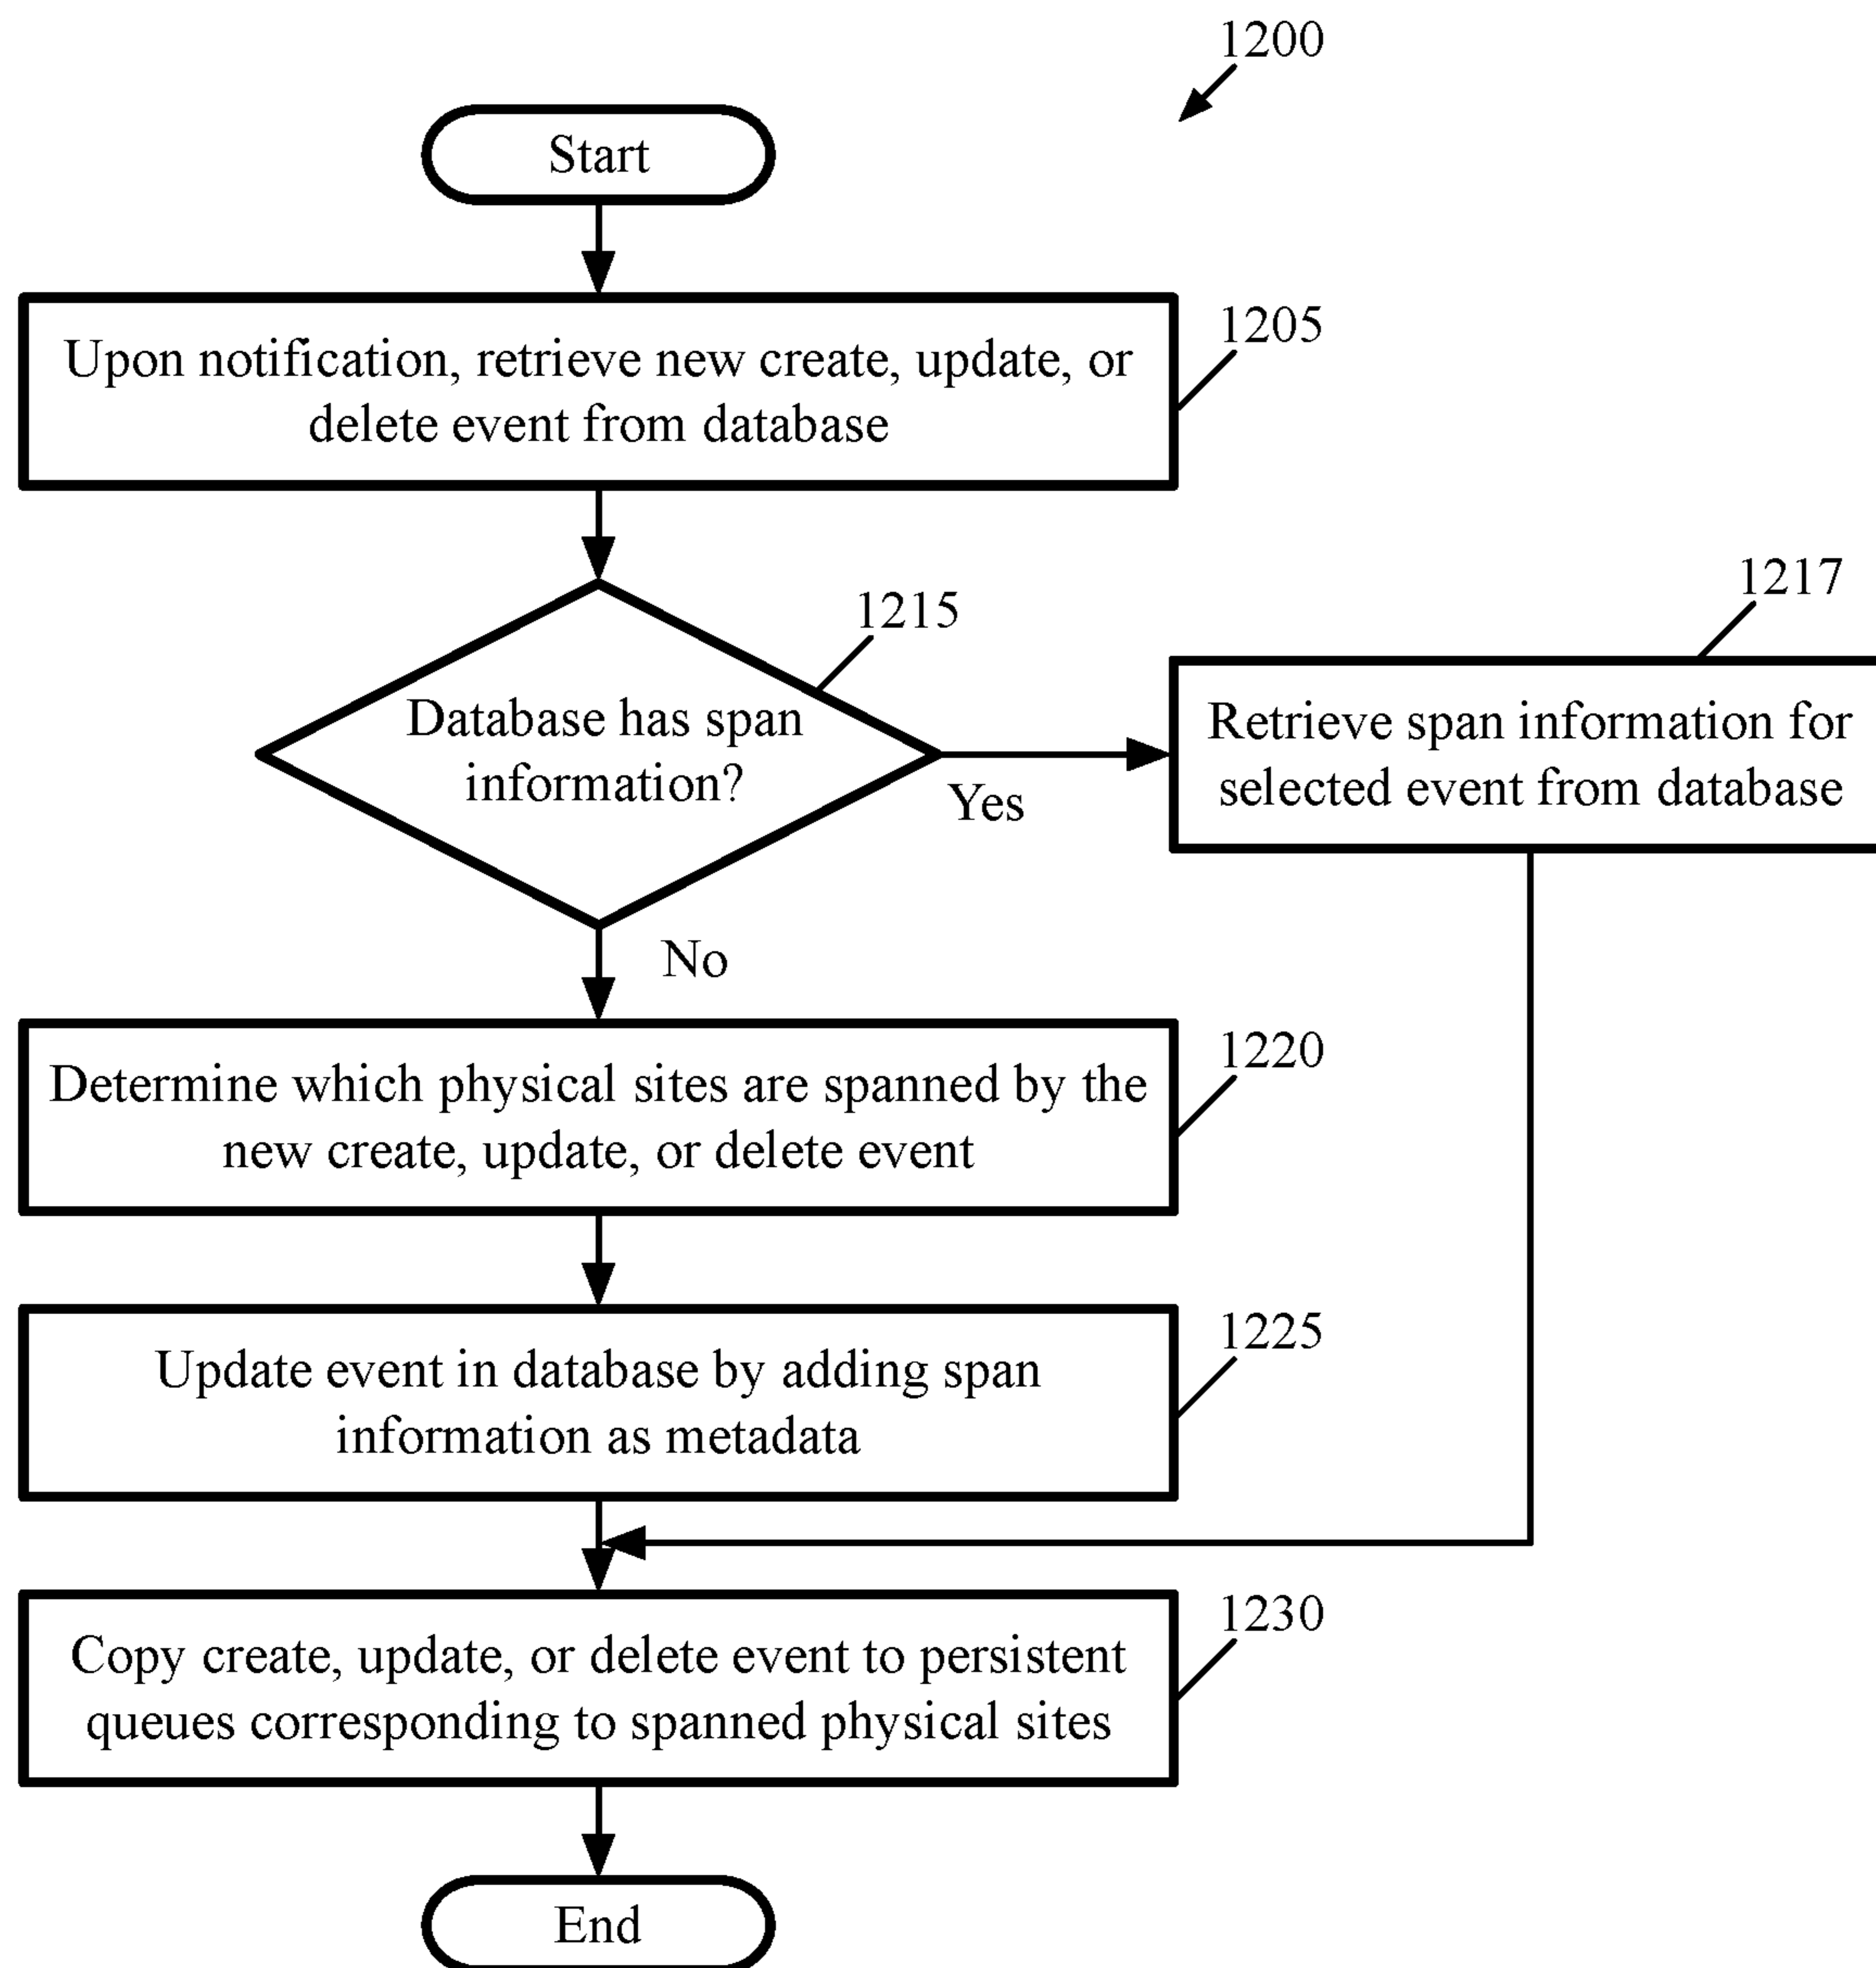 1200
Start
1205
Upon notification, retrieve new create, update, or
delete event from database
1215
Database has span
information?
Yes
1217
Retrieve span information for
selected event from database
No
1220
Determine which physical sites are spanned by the
new create, update, or delete event
1225
Update event in database by adding span
information as metadata
1230
Copy create, update, or delete event to persistent
queues corresponding to spanned physical sites
End